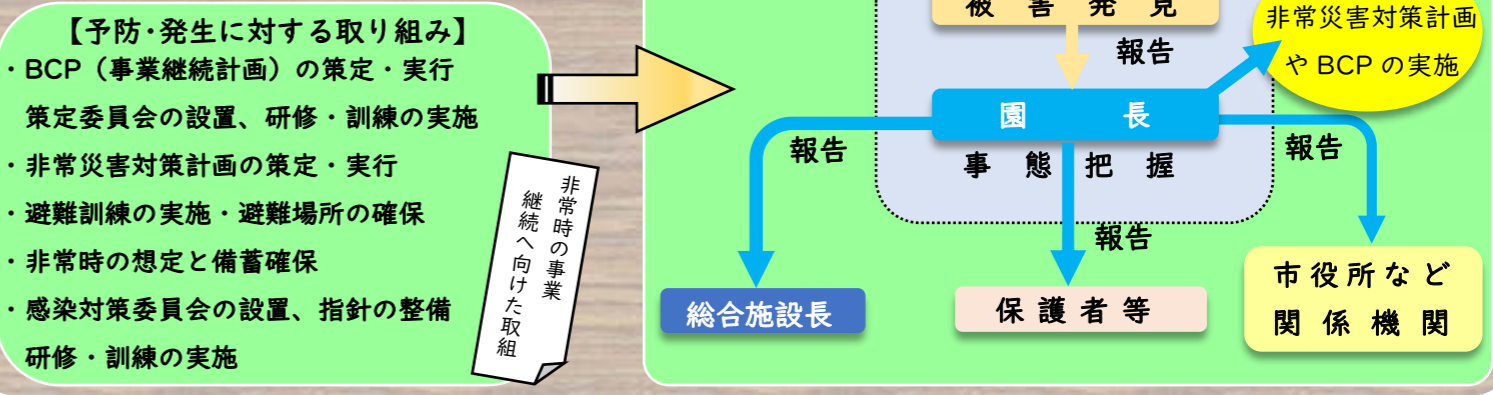 【予防・発生に対する取り組み】
・BCP（事業継続計画）の策定・実行
策定委員会の設置、研修・訓練の実施
・非常災害対策計画の策定・実行
・避難訓練の実施・避難場所の確保
・非常時の想定と備蓄確保
・感染対策委員会の設置、指針の整備
研修・訓練の実施
非常時の事業
継続へ向けた取組
被害発見
報告
非常災害対策計画
や BCP の実施
園長
事態把握
報告
報告
報告
総合施設長
保護者等
市役所など
関係機関